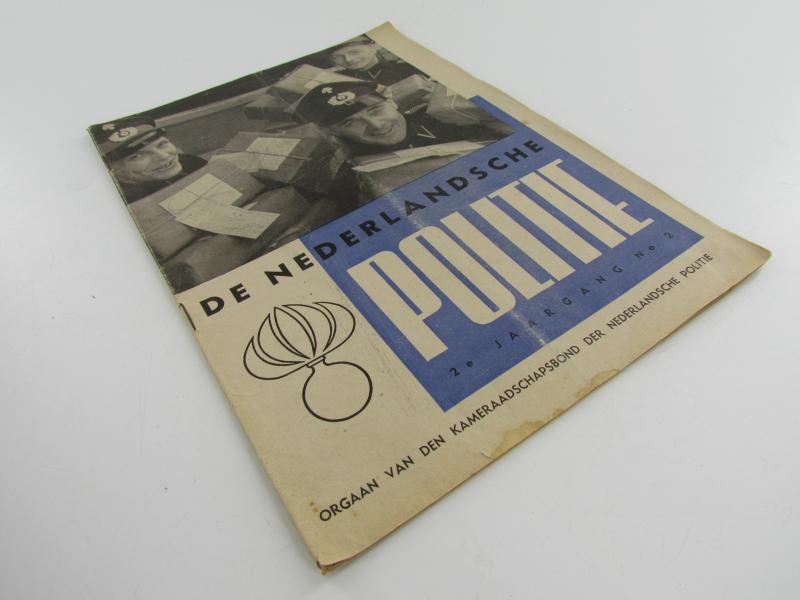 DE NEDERLANDSCHE
POLITIE
2e JAARGANG No 2
ORGAAN VAN DEN KAMERAADSCHAPSBOND DER NEDERLANDSCHE POLITIE